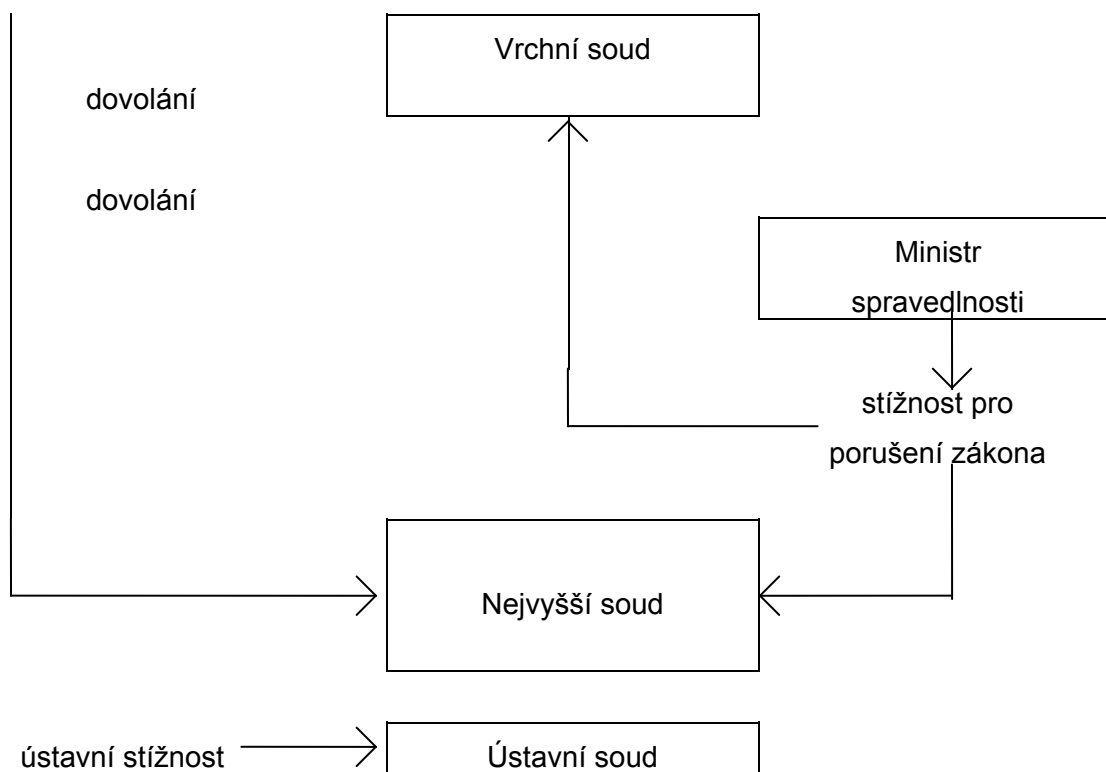 Vrchní soud
dovolání
dovolání
Ministr
spravedlnosti
stížnost pro
porušení zákona
Nejvyšší soud
ústavní stížnost
Ústavní soud